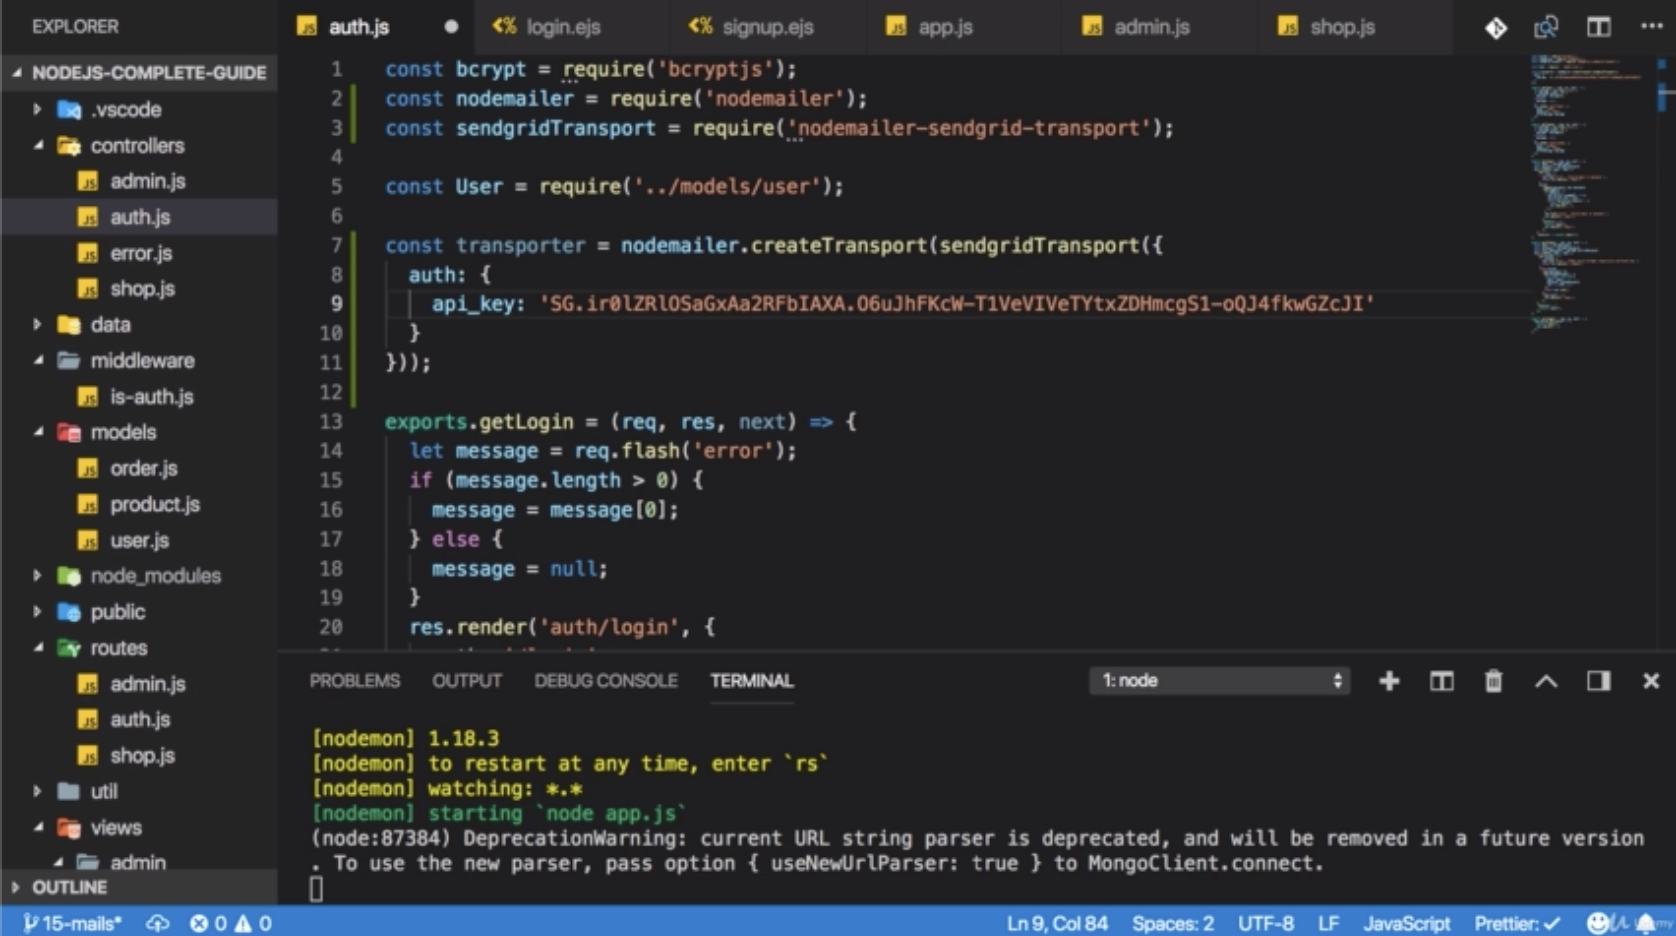 EXPLORER
NODEJS-COMPLETE-GUIDE
.vscode
controllers
admin.js
auth.js
error.js
shop.js
data
middleware
is-auth.js
models
order.js
product.js
user.js
node_modules
public
routes
admin.js
auth.js
shop.js
util
views
admin
OUTLINE
auth.js login.ejs signup.ejs app.js admin.js shop.js
1 const bcrypt = require('bcryptjs');
2 const nodemailer = require('nodemailer');
3 const sendgridTransport = require('nodemailer-sendgrid-transport');
4
5 const User = require('../models/user');
6
7 const transporter = nodemailer.createTransport(sendgridTransport({
8 auth: {
9 api_key: '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'
10 }
11 }));
12
13 exports.getLogin = (req, res, next) => {
14 let message = req.flash('error');
15 if (message.length > 0) {
16 message = message[0];
17 } else {
18 message = null;
19 }
20 res.render('auth/login', {
PROBLEMS OUTPUT DEBUG CONSOLE TERMINAL 1: node
[nodemon] 1.18.3
[nodemon] to restart at any time, enter `rs`
[nodemon] watching: *.*
[nodemon] starting `node app.js`
(node:87384) DeprecationWarning: current URL string parser is deprecated, and will be removed in a future version
. To use the new parser, pass option { useNewUrlParser: true } to MongoClient.connect.
15-mails* 0 0 Ln 9, Col 84 Spaces: 2 UTF-8 LF JavaScript Prettier: ✓